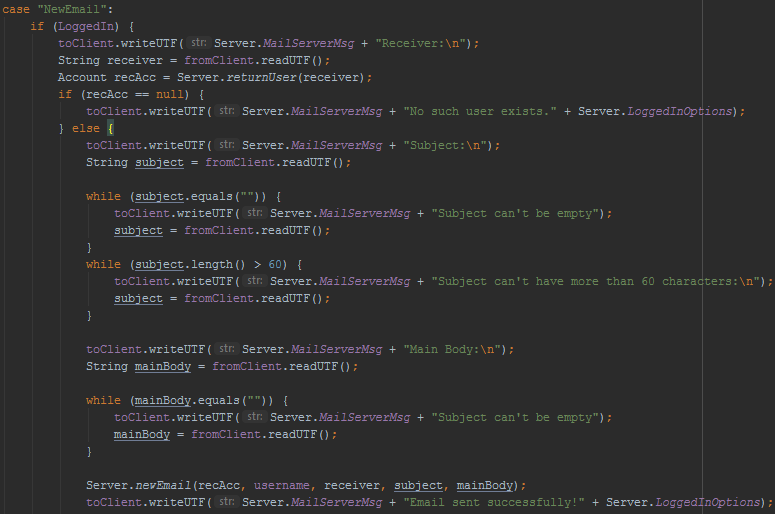 case "NewEmail":
if (LoggedIn) {
toClient.writeUTF( str: Server.MailServerMsg + "Receiver:\n");
String receiver = fromClient.readUTF();
Account recAcc = Server.returnUser(receiver);
if (recAcc == null) {
toClient.writeUTF( str: Server.MailServerMsg + "No such user exists." + Server.LoggedInOptions);
} else {
toClient.writeUTF( str: Server.MailServerMsg + "Subject:\n");
String subject = fromClient.readUTF();
while (subject.equals("")) {
toClient.writeUTF( str: Server.MailServerMsg + "Subject can't be empty");
subject = fromClient.readUTF();
}
while (subject.length() > 60) {
toClient.writeUTF( str: Server.MailServerMsg + "Subject can't have more than 60 characters:\n");
subject = fromClient.readUTF();
}
toClient.writeUTF( str: Server.MailServerMsg + "Main Body:\n");
String mainBody = fromClient.readUTF();
while (mainBody.equals("")) {
toClient.writeUTF( str: Server.MailServerMsg + "Subject can't be empty");
mainBody = fromClient.readUTF();
}
Server.newEmail(recAcc, username, receiver, subject, mainBody);
toClient.writeUTF( str: Server.MailServerMsg + "Email sent successfully!" + Server.LoggedInOptions);